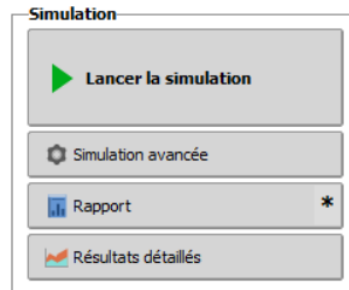 Simulation
Lancer la simulation
Simulation avancée
Rapport *
Résultats détaillés